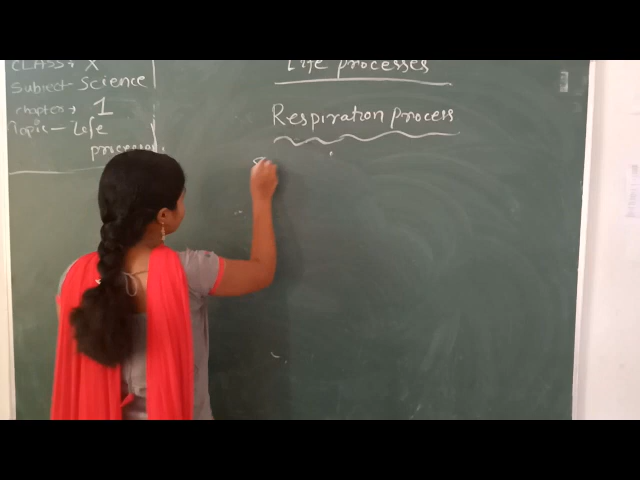 CLASS: X
Subject- Science
chapter → 1
Topic - Life
processes.
Life processes
Respiration Process